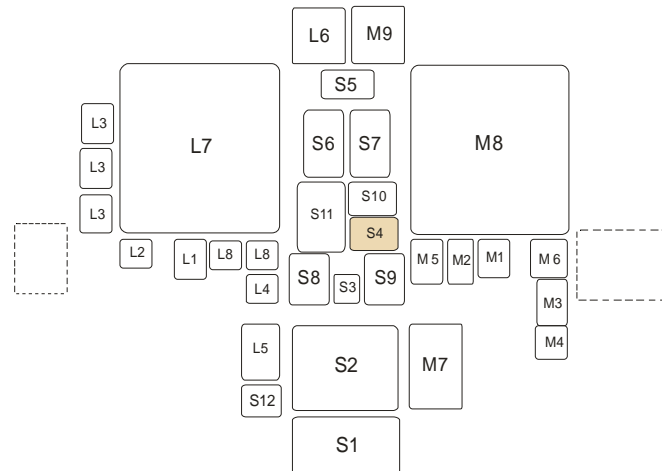 L6 M9
S5
L3 L7 S6 S7 M8
L3
L3 S11 S10
S4
L2 L1 L8 L8 M 5 M2 M1 M 6
L4 S8 S3 S9 M3
M4
L5 S2 M7
S12
S1